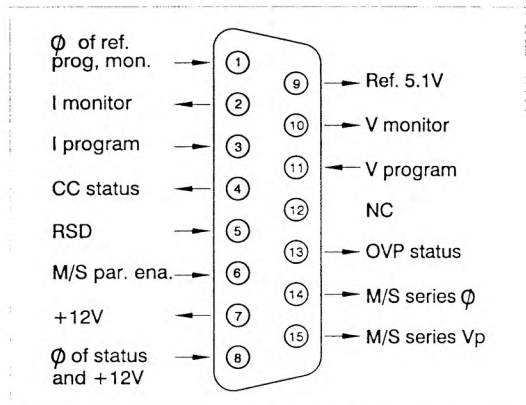 ϕ of ref.
prog, mon.
1
I monitor
2
I program
3
CC status
4
RSD
5
M/S par. ena.
6
+12V
7
ϕ of status
and +12V
8
9
Ref. 5.1V
10
V monitor
11
V program
12
NC
13
OVP status
14
M/S series ϕ
15
M/S series Vp